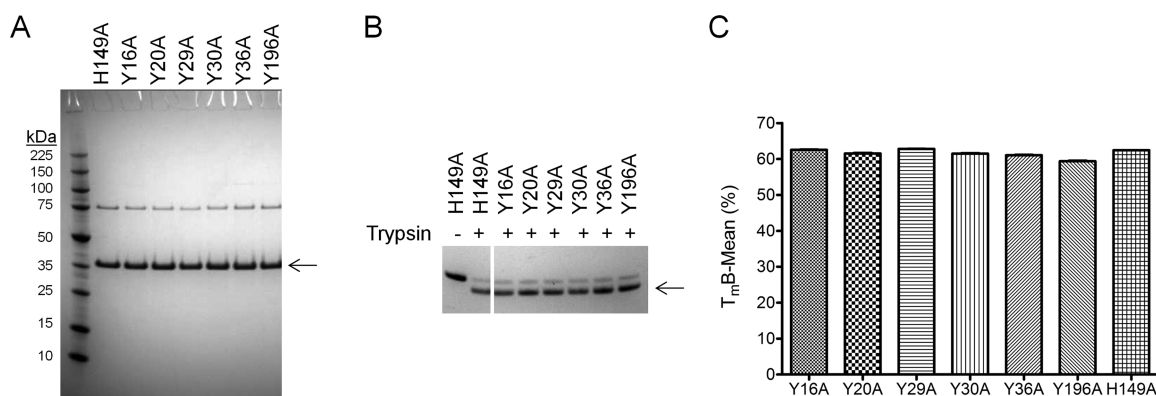 A
H149A Y16A Y20A Y29A Y30A Y36A Y196A
kDa
225
150
100
75
50
35
25
15
10
B
H149A H149A Y16A Y20A Y29A Y30A Y36A Y196A
Trypsin - + + + + + + +
C
TmB-Mean (%)
70
60
50
40
30
20
10
0
Y16A Y20A Y29A Y30A Y36A Y196A H149A